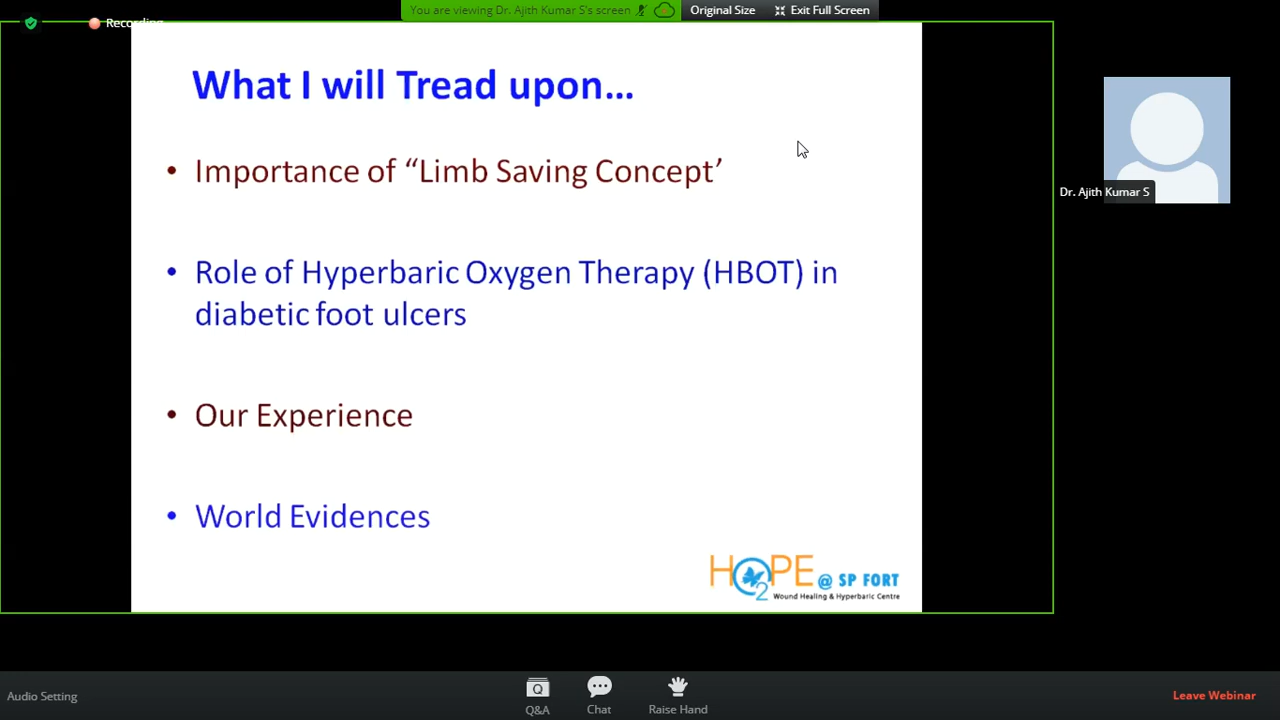 You are viewing Dr. Ajith Kumar S's screen
Original Size
Exit Full Screen
Recording
What I will Tread upon...
• Importance of “Limb Saving Concept’
• Role of Hyperbaric Oxygen Therapy (HBOT) in
diabetic foot ulcers
• Our Experience
• World Evidences
HO2PE @ SP FORT
Wound Healing & Hyperbaric Centre
Dr. Ajith Kumar S
Audio Setting
Q&A
Chat
Raise Hand
Leave Webinar